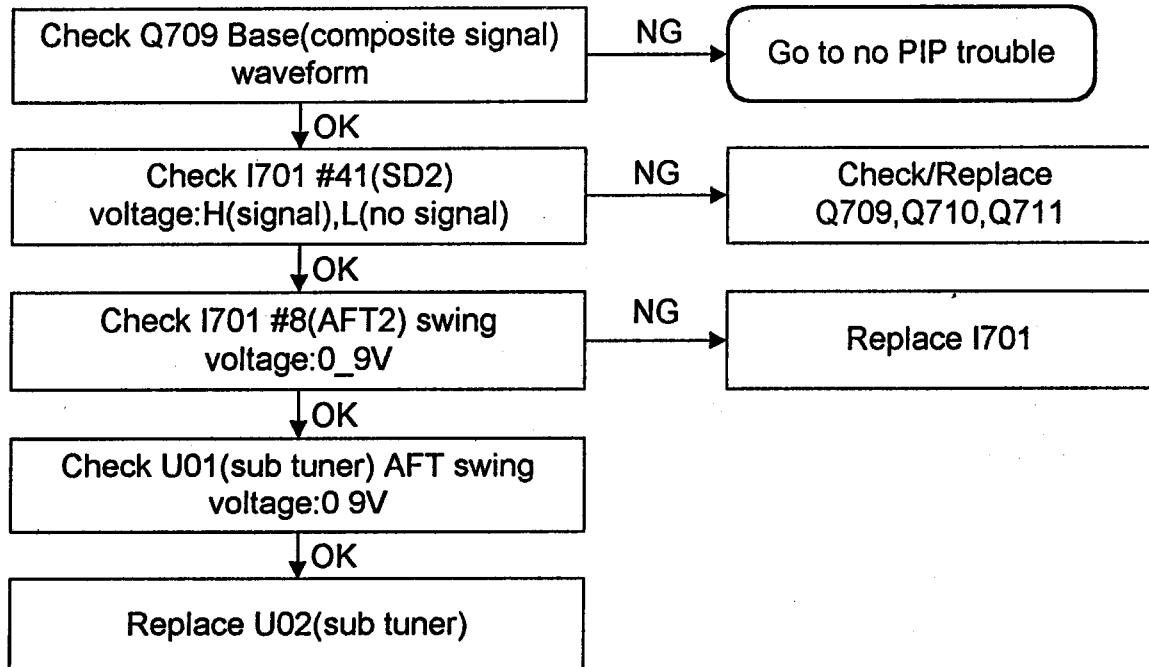 Check Q709 Base(composite signal)
waveform
NG
Go to no PIP trouble
OK
Check I701 #41(SD2)
voltage:H(signal),L(no signal)
NG
Check/Replace
Q709,Q710,Q711
OK
Check I701 #8(AFT2) swing
voltage:0_9V
NG
Replace I701
OK
Check U01(sub tuner) AFT swing
voltage:0 9V
OK
Replace U02(sub tuner)